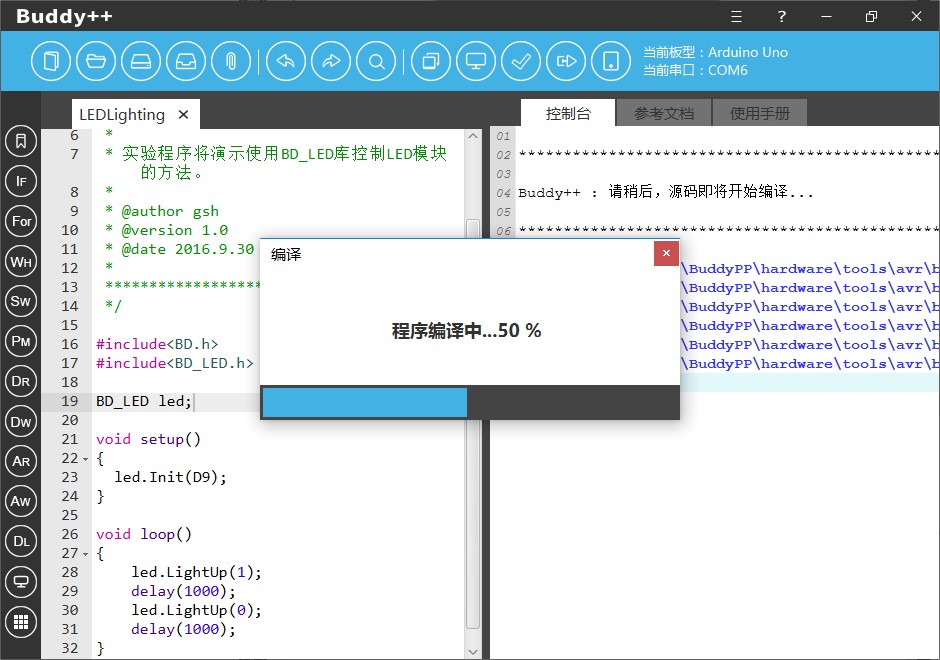 Buddy++
?
当前板型：Arduino Uno
当前串口：COM6
LEDLighting ✕
控制台 参考文档 使用手册
IF
For
WH
SW
PM
DR
DW
AR
AW
DL
6 *
7 * 实验程序将演示使用BD_LED库控制LED模块
的方法。
8 *
9 * @author gsh
10 * @version 1.0
11 * @date 2016.9.30
12 *
13 ******************
14 */
15
16 #include<BD.h>
17 #include<BD_LED.h>
18
19 BD_LED led;
20
21 void setup()
22 {
23 led.Init(D9);
24 }
25
26 void loop()
27 {
28 led.LightUp(1);
29 delay(1000);
30 led.LightUp(0);
31 delay(1000);
32 }
01
02 ***********************************************
03
04 Buddy++ : 请稍后，源码即将开始编译...
05
06 ***********************************************
\BuddyPP\hardware\tools\avr\b
\BuddyPP\hardware\tools\avr\b
\BuddyPP\hardware\tools\avr\b
\BuddyPP\hardware\tools\avr\b
\BuddyPP\hardware\tools\avr\b
\BuddyPP\hardware\tools\avr\b
编译
程序编译中...50 %